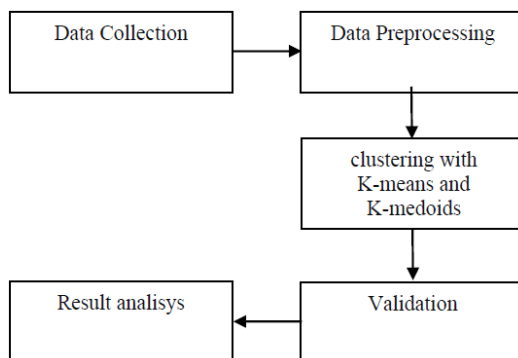 Data Collection
Data Preprocessing
clustering with
K-means and
K-medoids
Validation
Result analisys